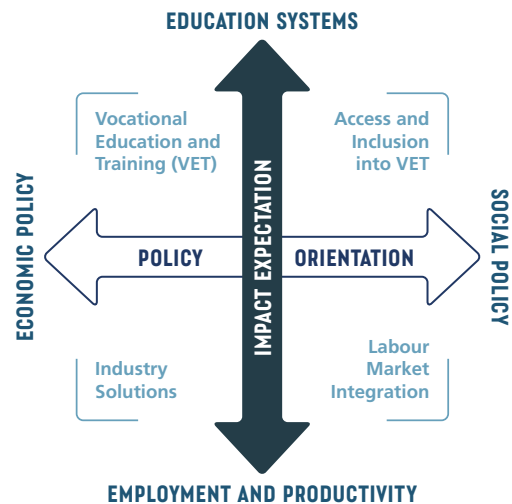 EDUCATION SYSTEMS
Vocational
Education and
Training (VET)
Access and
Inclusion
into VET
ECONOMIC POLICY
POLICY
IMPACT EXPECTATION
ORIENTATION
SOCIAL POLICY
Industry
Solutions
Labour
Market
Integration
EMPLOYMENT AND PRODUCTIVITY